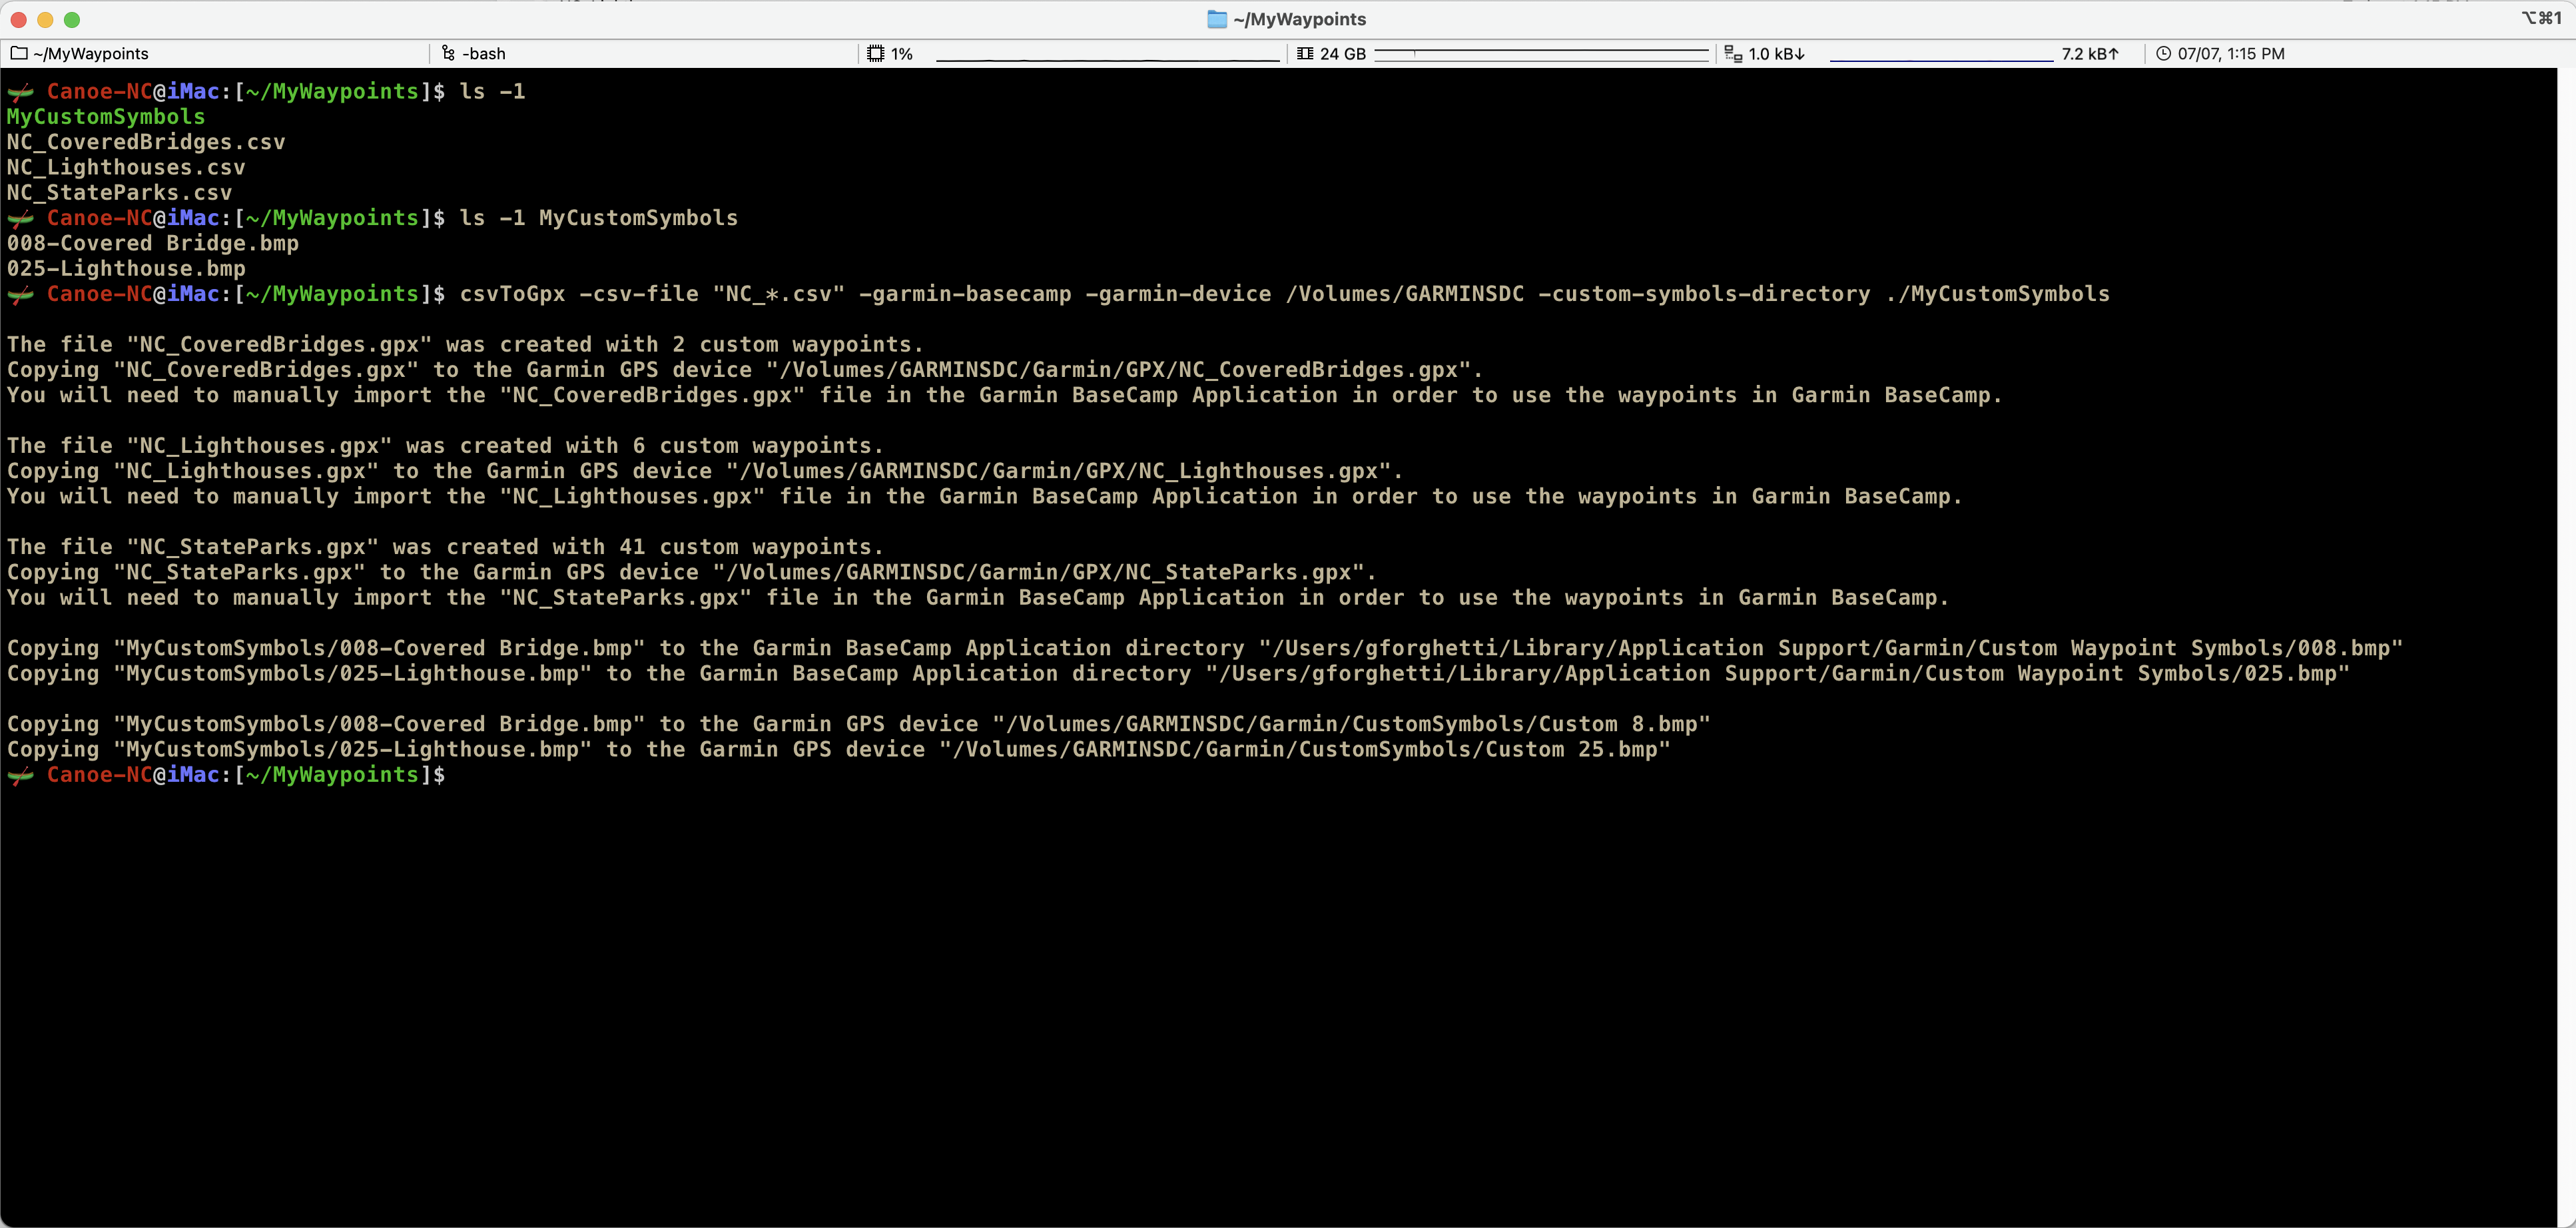 ~/MyWaypoints
⌥⌘1
~/MyWaypoints
-bash
1%
24 GB
1.0 kB↓
7.2 kB↑
07/07, 1:15 PM
Canoe-NC@iMac:[~/MyWaypoints]$ ls -1
MyCustomSymbols
NC_CoveredBridges.csv
NC_Lighthouses.csv
NC_StateParks.csv
Canoe-NC@iMac:[~/MyWaypoints]$ ls -1 MyCustomSymbols
008-Covered Bridge.bmp
025-Lighthouse.bmp
Canoe-NC@iMac:[~/MyWaypoints]$ csvToGpx -csv-file "NC_*.csv" -garmin-basecamp -garmin-device /Volumes/GARMINSDC -custom-symbols-directory ./MyCustomSymbols
The file "NC_CoveredBridges.gpx" was created with 2 custom waypoints.
Copying "NC_CoveredBridges.gpx" to the Garmin GPS device "/Volumes/GARMINSDC/Garmin/GPX/NC_CoveredBridges.gpx".
You will need to manually import the "NC_CoveredBridges.gpx" file in the Garmin BaseCamp Application in order to use the waypoints in Garmin BaseCamp.
The file "NC_Lighthouses.gpx" was created with 6 custom waypoints.
Copying "NC_Lighthouses.gpx" to the Garmin GPS device "/Volumes/GARMINSDC/Garmin/GPX/NC_Lighthouses.gpx".
You will need to manually import the "NC_Lighthouses.gpx" file in the Garmin BaseCamp Application in order to use the waypoints in Garmin BaseCamp.
The file "NC_StateParks.gpx" was created with 41 custom waypoints.
Copying "NC_StateParks.gpx" to the Garmin GPS device "/Volumes/GARMINSDC/Garmin/GPX/NC_StateParks.gpx".
You will need to manually import the "NC_StateParks.gpx" file in the Garmin BaseCamp Application in order to use the waypoints in Garmin BaseCamp.
Copying "MyCustomSymbols/008-Covered Bridge.bmp" to the Garmin BaseCamp Application directory "/Users/gforghetti/Library/Application Support/Garmin/Custom Waypoint Symbols/008.bmp"
Copying "MyCustomSymbols/025-Lighthouse.bmp" to the Garmin BaseCamp Application directory "/Users/gforghetti/Library/Application Support/Garmin/Custom Waypoint Symbols/025.bmp"
Copying "MyCustomSymbols/008-Covered Bridge.bmp" to the Garmin GPS device "/Volumes/GARMINSDC/Garmin/CustomSymbols/Custom 8.bmp"
Copying "MyCustomSymbols/025-Lighthouse.bmp" to the Garmin GPS device "/Volumes/GARMINSDC/Garmin/CustomSymbols/Custom 25.bmp"
Canoe-NC@iMac:[~/MyWaypoints]$